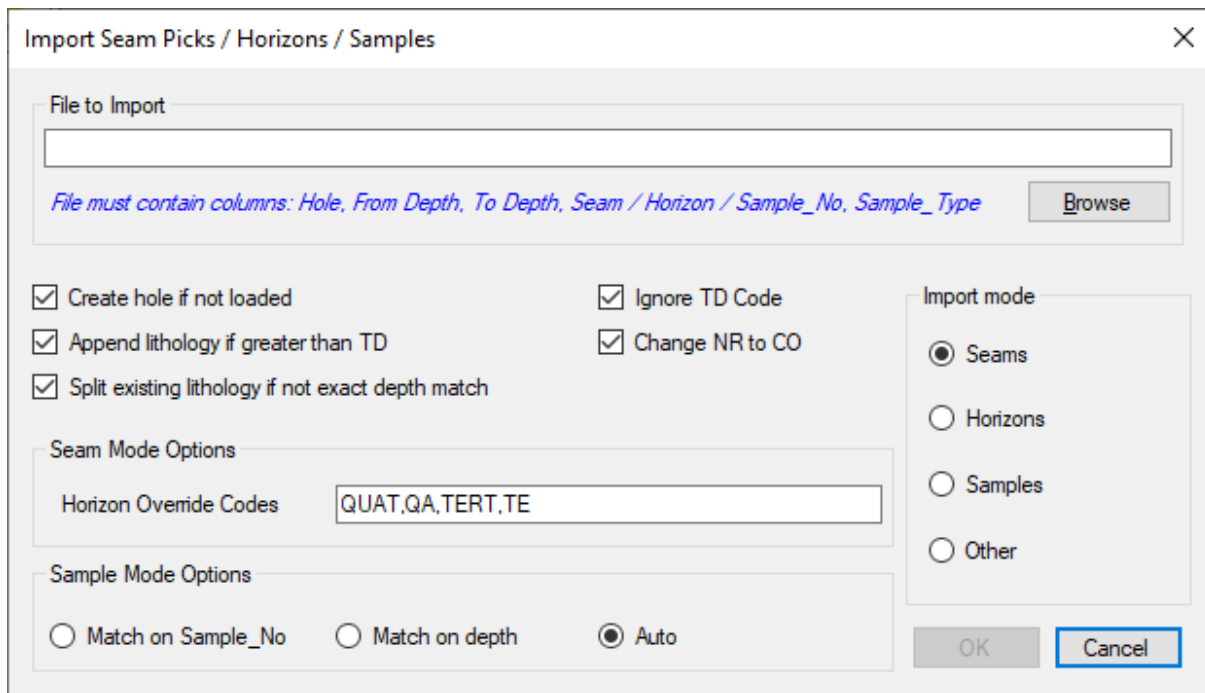 Import Seam Picks / Horizons / Samples
File to Import
File must contain columns: Hole, From Depth, To Depth, Seam / Horizon / Sample_No, Sample_Type
Browse
Create hole if not loaded
Ignore TD Code
Append lithology if greater than TD
Change NR to CO
Split existing lithology if not exact depth match
Import mode
Seams
Horizons
Samples
Other
Seam Mode Options
Horizon Override Codes
QUAT,QA,TERT,TE
Sample Mode Options
Match on Sample_No
Match on depth
Auto
OK
Cancel